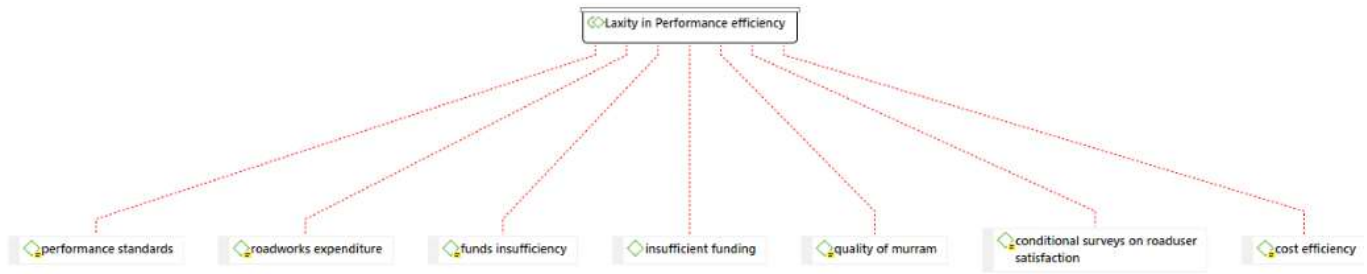 Laxity in Performance efficiency
performance standards
roadworks expenditure
funds insufficiency
insufficient funding
quality of murram
conditional surveys on roaduser
satisfaction
cost efficiency